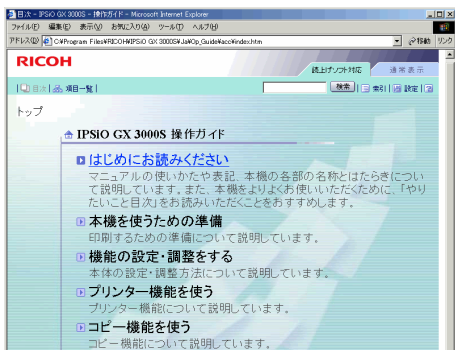 目次 - IPSiO GX 3000S - 操作ガイド - Microsoft Internet Explorer
ファイル(F) 編集(E) 表示(V) お気に入り(A) ツール(T) ヘルプ(H)
アドレス(D) C:¥Program Files¥RICOH¥IPSiO GX 3000S¥Ja¥Op_Guide¥acc¥index.htm 移動 リンク
RICOH
読上げソフト対応 通常表示
目次 項目一覧 検索 索引 設定 ?
トップ
IPSiO GX 3000S 操作ガイド
はじめにお読みください
マニュアルの使いかたや表記、本機の各部の名称とはたらきについ
て説明しています。また、本機をよりよくお使いいただくために、「やり
たいこと目次」をお読みいただくことをおすすめします。
本機を使うための準備
印刷するための準備について説明しています。
機能の設定・調整をする
本体の設定・調整方法について説明しています。
プリンター機能を使う
プリンター機能について説明しています。
コピー機能を使う
コピー機能について説明しています。